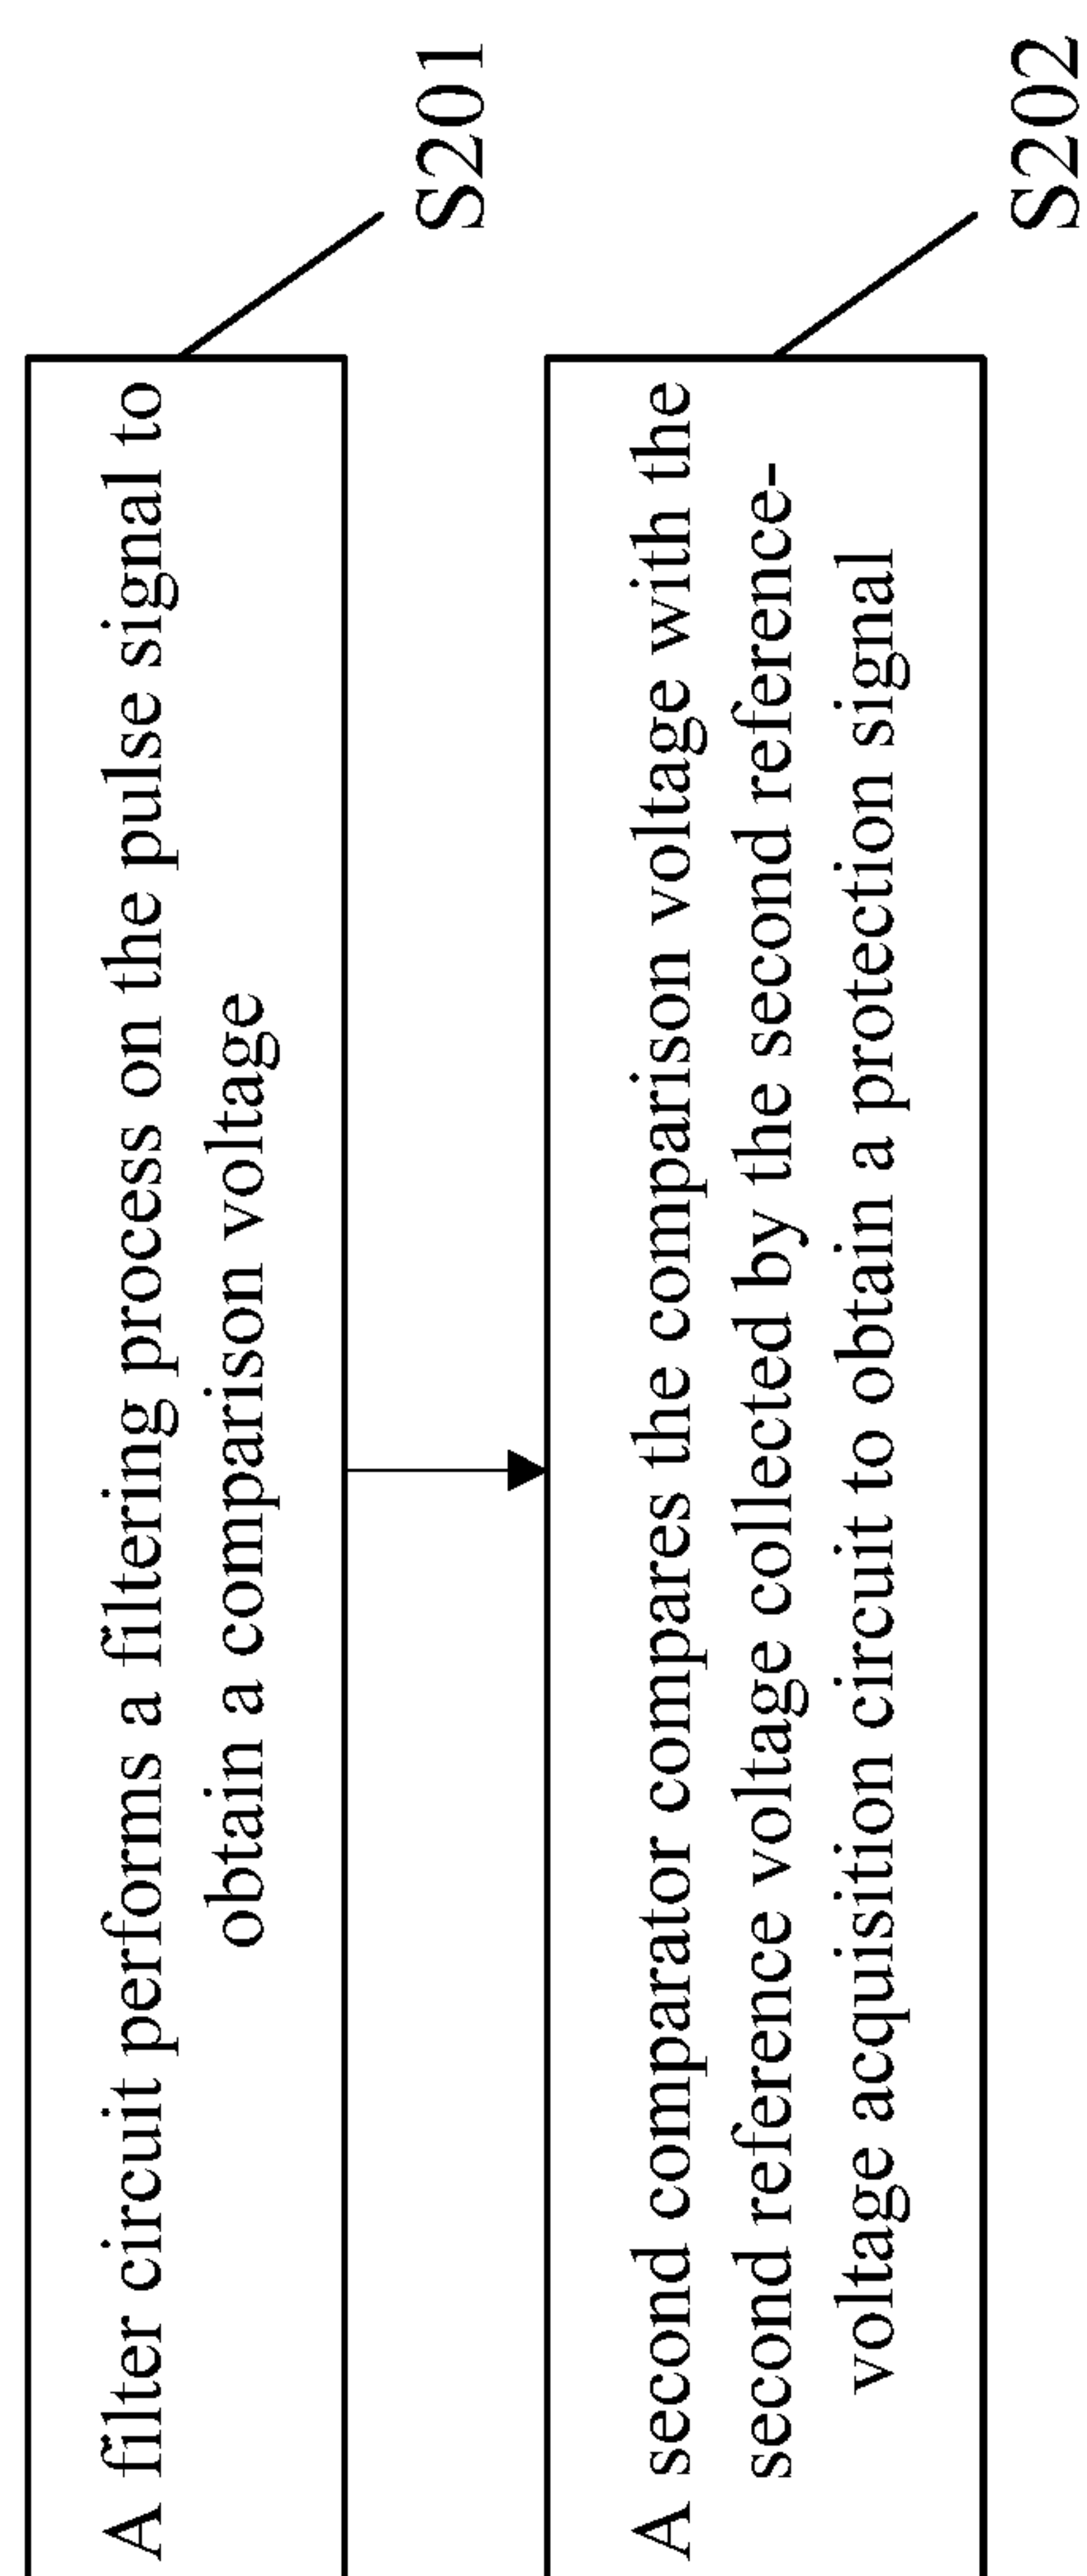 A filter circuit performs a filtering process on the pulse signal to
obtain a comparison voltage
S201
A second comparator compares the comparison voltage with the
second reference voltage collected by the second reference-
voltage acquisition circuit to obtain a protection signal
S202